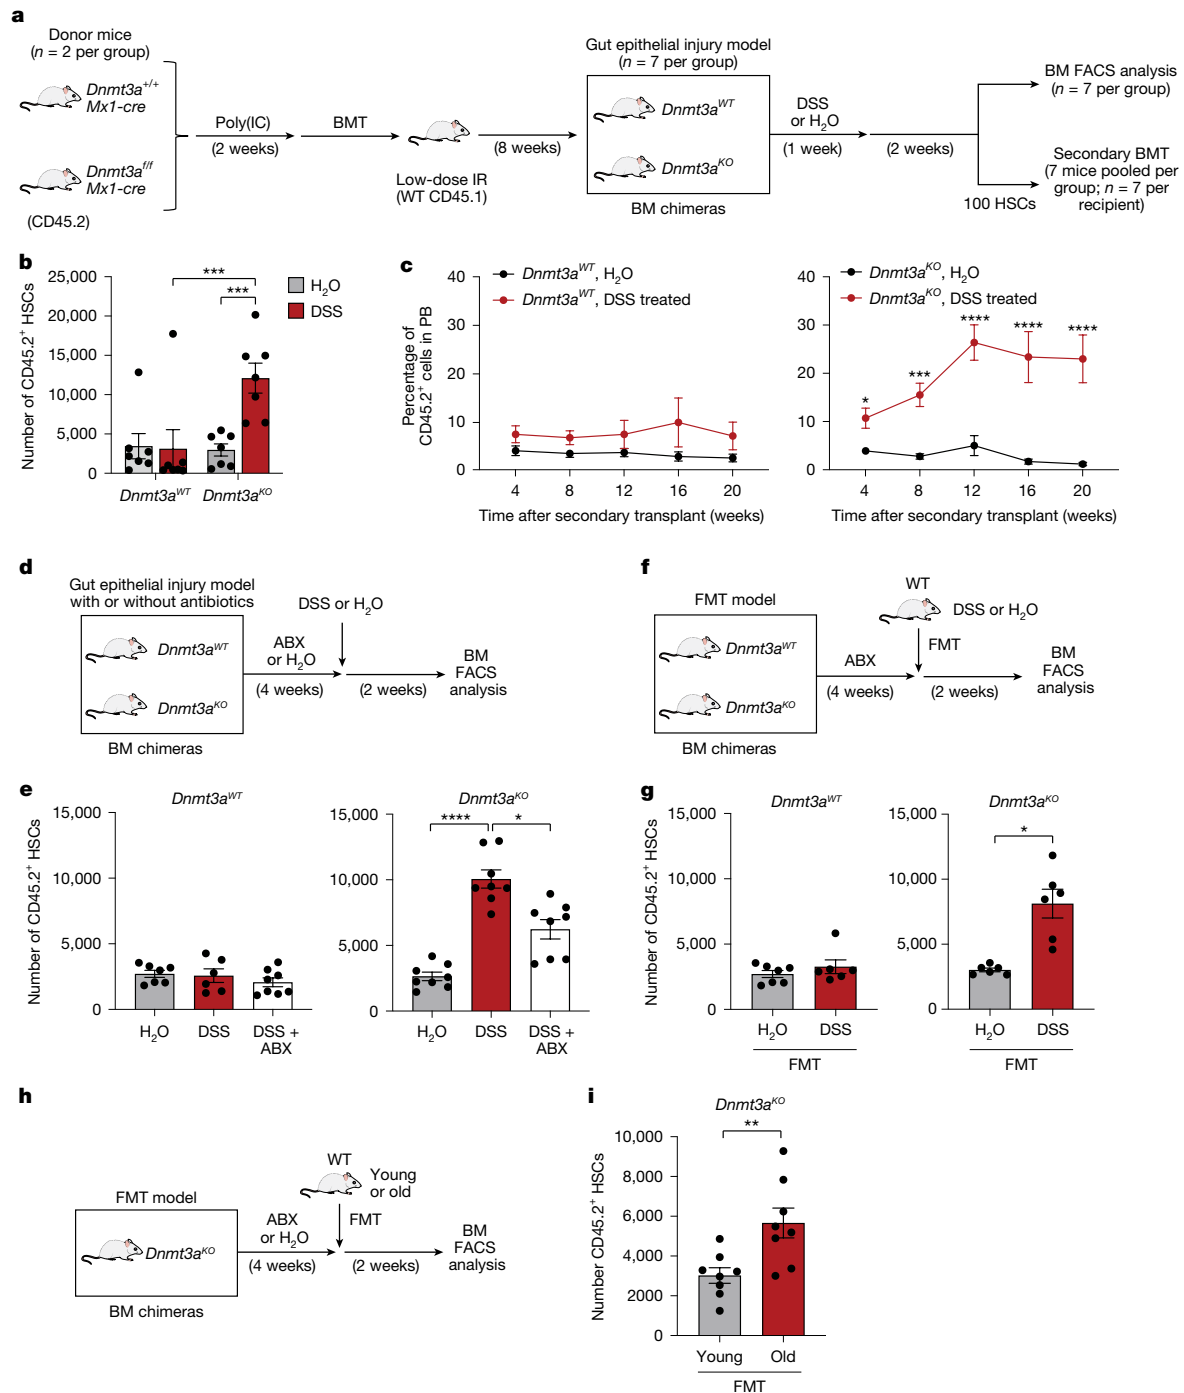 a
Donor mice
(n = 2 per group)
Dnmt3a+/+
Mx1-cre
Dnmt3af/f
Mx1-cre
(CD45.2)
Poly(IC)
(2 weeks)
BMT
Low-dose IR
(WT CD45.1)
(8 weeks)
Gut epithelial injury model
(n = 7 per group)
Dnmt3aWT
Dnmt3aKO
BM chimeras
DSS
or H2O
(1 week)
(2 weeks)
100 HSCs
BM FACS analysis
(n = 7 per group)
Secondary BMT
(7 mice pooled per
group; n = 7 per
recipient)
b
Number of CD45.2+ HSCs
25,000
20,000
15,000
10,000
5,000
0
***
***
H2O
DSS
Dnmt3aWT
Dnmt3aKO
c
Percentage of
CD45.2+ cells in PB
40
30
20
10
0
Dnmt3aWT, H2O
Dnmt3aWT, DSS treated
4 8 12 16 20
Time after secondary transplant (weeks)
40
30
20
10
0
Dnmt3aKO, H2O
Dnmt3aKO, DSS treated
*
***
****
****
****
4 8 12 16 20
Time after secondary transplant (weeks)
d
Gut epithelial injury model
with or without antibiotics
Dnmt3aWT
Dnmt3aKO
BM chimeras
ABX
or H2O
(4 weeks)
DSS or H2O
(2 weeks)
BM
FACS
analysis
f
FMT model
Dnmt3aWT
Dnmt3aKO
BM chimeras
ABX
(4 weeks)
WT
DSS or H2O
FMT
(2 weeks)
BM
FACS
analysis
e
Number of CD45.2+ HSCs
Dnmt3aWT
15,000
10,000
5,000
0
H2O
DSS
DSS +
ABX
Dnmt3aKO
15,000
10,000
5,000
0
****
*
H2O
DSS
DSS +
ABX
g
Number of CD45.2+ HSCs
Dnmt3aWT
15,000
10,000
5,000
0
H2O
DSS
FMT
Dnmt3aKO
15,000
10,000
5,000
0
*
H2O
DSS
FMT
h
FMT model
Dnmt3aKO
BM chimeras
ABX
or H2O
(4 weeks)
WT
Young
or old
FMT
(2 weeks)
BM
FACS
analysis
i
Dnmt3aKO
Number CD45.2+ HSCs
10,000
8,000
6,000
4,000
2000
0
**
Young
Old
FMT